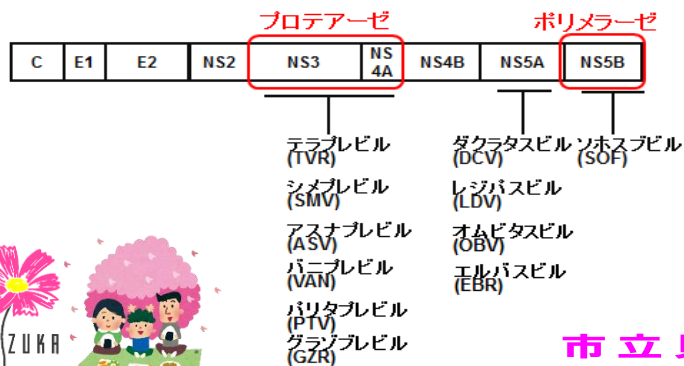 プロテアーゼ ポリメラーゼ
C E1 E2 NS2 NS3 NS 4A NS4B NS5A NS5B
テラプレビル
(TVR)
シメプレビル
(SMV)
アスナプレビル
(ASV)
バニプレビル
(VAN)
パリタプレビル
(PTV)
グラゾプレビル
(GZR)
ダクラタスビル
(DCV)
レジパスビル
(LDV)
オムビタスビル
(OBV)
エルバスビル
(EBR)
ソホスブビル
(SOF)
ZUKA
市立